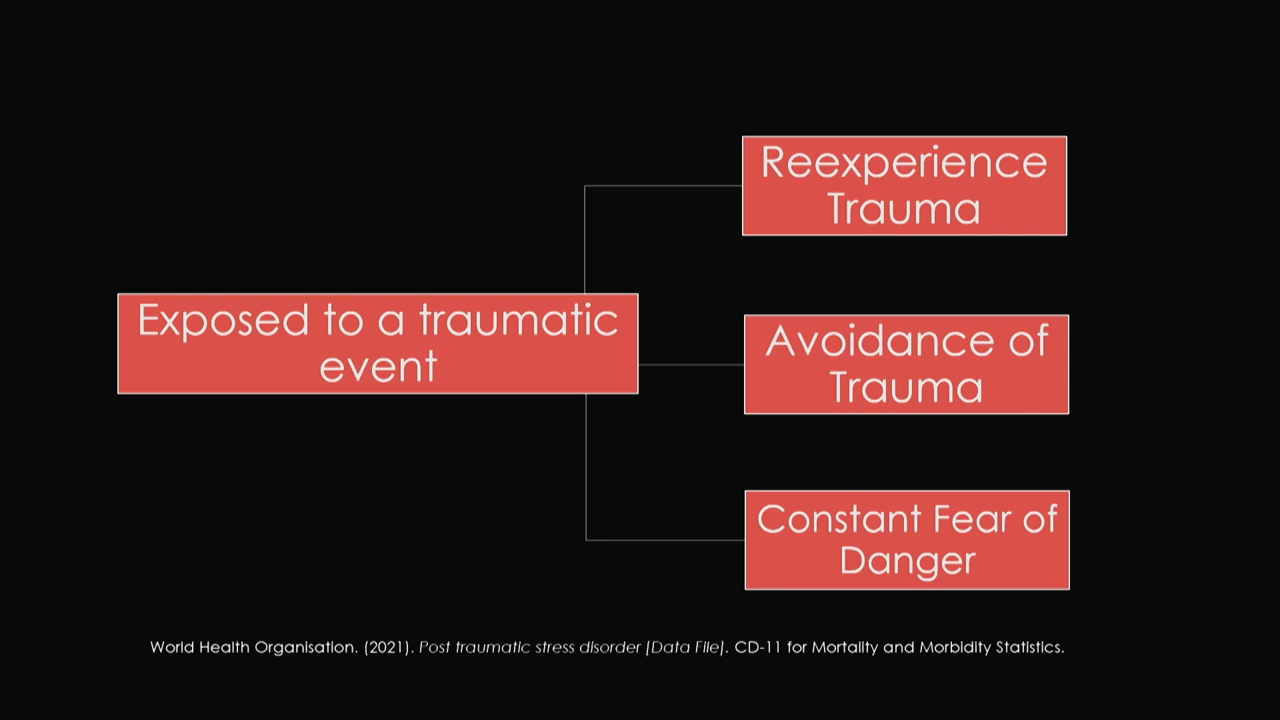 Reexperience
Trauma
Exposed to a traumatic
event
Avoidance of
Trauma
Constant Fear of
Danger
World Health Organisation. (2021). Post traumatic stress disorder [Data File]. CD-11 for Mortality and Morbidity Statistics.